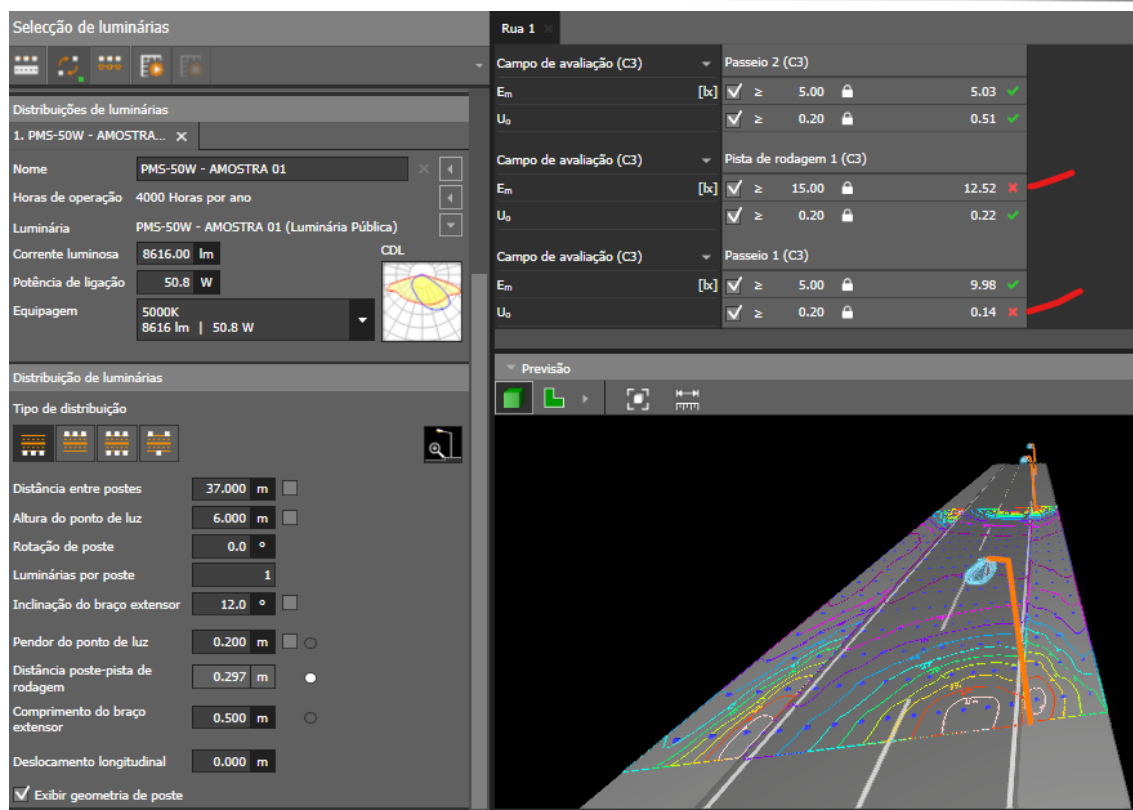 Selecção de luminárias
Distribuições de luminárias
1. PMS-50W - AMOSTRA...
Nome PMS-50W - AMOSTRA 01
Horas de operação 4000 Horas por ano
Luminária PMS-50W - AMOSTRA 01 (Luminária Pública)
Corrente luminosa 8616.00 lm CDL
Potência de ligação 50.8 W
Equipagem 5000K
8616 lm | 50.8 W
Distribuição de luminárias
Tipo de distribuição
Distância entre postes 37.000 m
Altura do ponto de luz 6.000 m
Rotação de poste 0.0 °
Luminárias por poste 1
Inclinação do braço extensor 12.0 °
Pendor do ponto de luz 0.200 m
Distância poste-pista de
rodagem 0.297 m
Comprimento do braço
extensor 0.500 m
Deslocamento longitudinal 0.000 m
Exibir geometria de poste
Rua 1
Campo de avaliação (C3) Passeio 2 (C3)
Em [lx] ≥ 5.00 5.03
Uo ≥ 0.20 0.51
Campo de avaliação (C3) Pista de rodagem 1 (C3)
Em [lx] ≥ 15.00 12.52
Uo ≥ 0.20 0.22
Campo de avaliação (C3) Passeio 1 (C3)
Em [lx] ≥ 5.00 9.98
Uo ≥ 0.20 0.14
Previsão